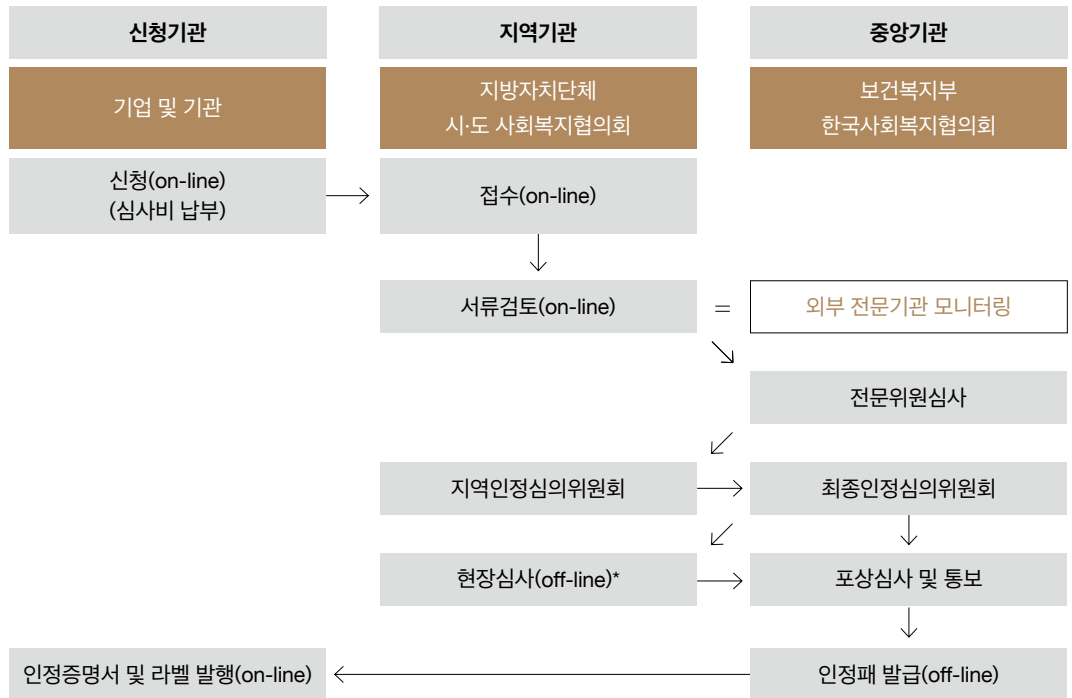 신청기관
지역기관
중앙기관
기업 및 기관
지방자치단체
시·도 사회복지협의회
보건복지부
한국사회복지협의회
신청(on-line)
(심사비 납부)
접수(on-line)
서류검토(on-line)
=
외부 전문기관 모니터링
전문위원심사
지역인정심의위원회
최종인정심의위원회
현장심사(off-line)*
포상심사 및 통보
인정증명서 및 라벨 발행(on-line)
인정패 발급(off-line)